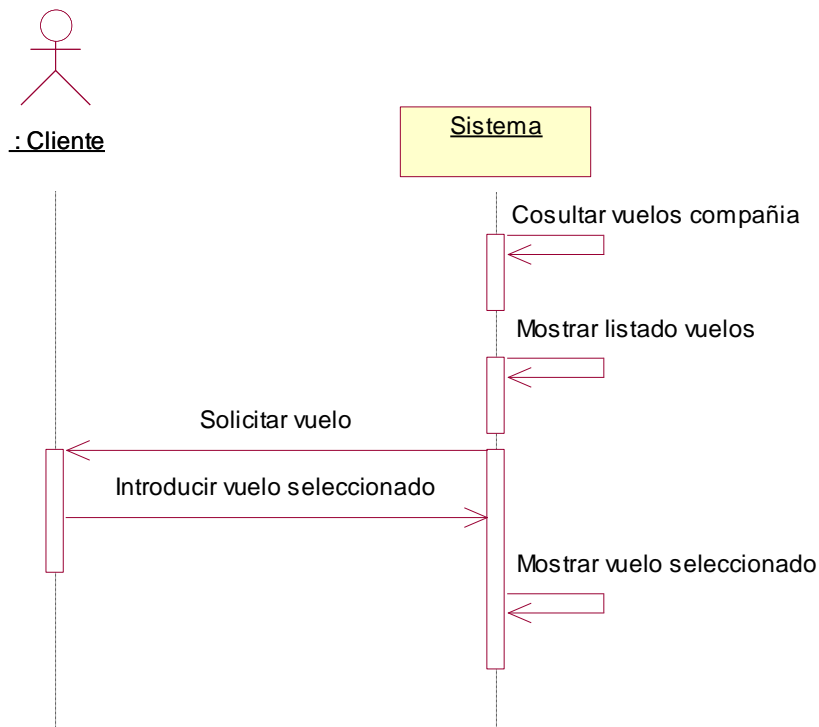 : Cliente
Sistema
Cosultar vuelos compañia
Mostrar listado vuelos
Solicitar vuelo
Introducir vuelo seleccionado
Mostrar vuelo seleccionado